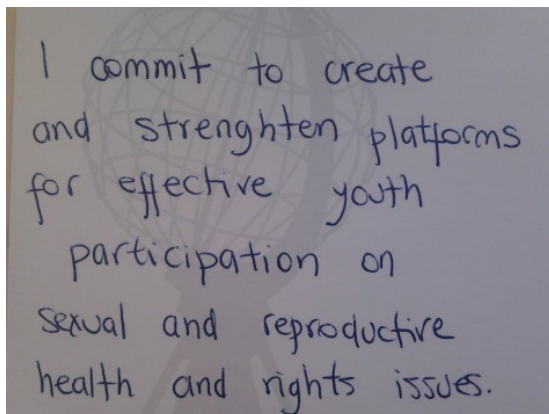 I commit to create
and strenghten platforms
for effective youth
participation on
sexual and reproductive
health and rights issues.